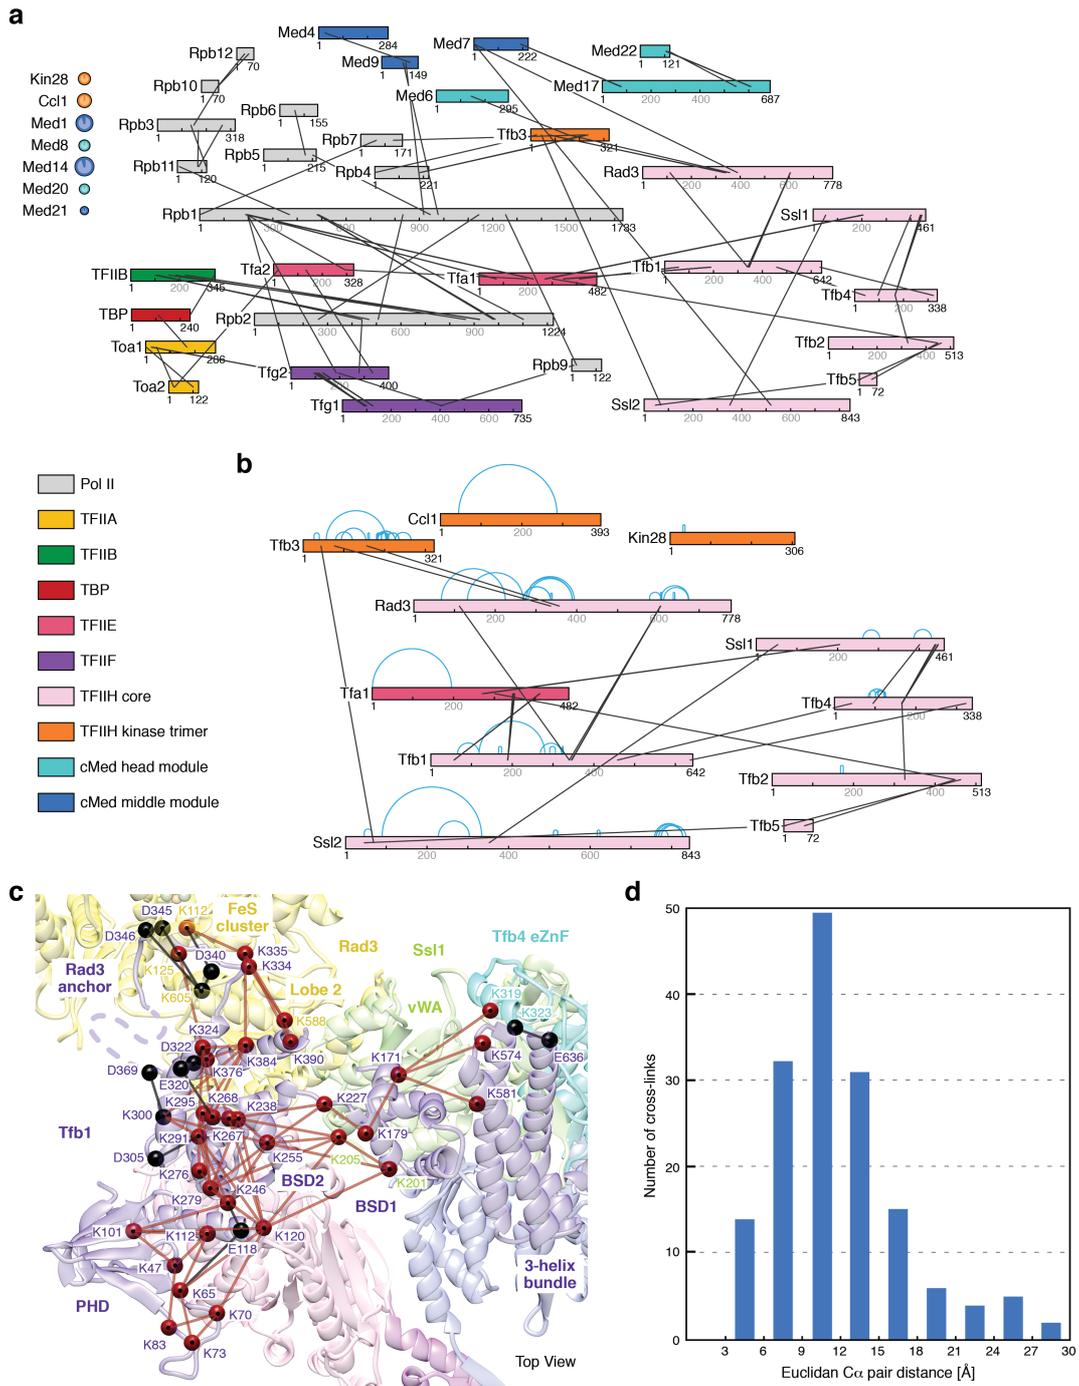 a
Kin28
Ccl1
Med1
Med8
Med14
Med20
Med21
Med4
1
284
Med9
1
149
Med7
1
222
Med22
1
121
Rpb12
1
70
Rpb10
1
70
Med6
1
295
Med17
1
200
400
687
Rpb3
1
318
Rpb6
1
155
Rpb7
1
171
Tfb3
1
321
Rpb11
1
120
Rpb5
1
215
Rpb4
1
221
Rad3
1
200
400
600
778
Rpb1
1
300
600
900
1200
1500
1733
Ssl1
1
200
461
TFIIB
1
200
345
Tfa2
1
200
328
Tfa1
1
200
482
Tfb1
1
200
400
642
Tfb4
1
200
338
TBP
1
240
Rpb2
1
300
600
900
1224
Toa1
1
286
Toa2
1
122
Tfg2
1
200
400
Tfg1
1
200
400
600
735
Rpb9
1
122
Tfb2
1
200
400
513
Tfb5
1
72
Ssl2
1
200
400
600
843
Pol II
TFIIA
TFIIB
TBP
TFIIE
TFIIF
TFIIH core
TFIIH kinase trimer
cMed head module
cMed middle module
b
Ccl1
1
200
393
Tfb3
1
321
Kin28
1
306
Rad3
1
200
400
600
778
Ssl1
1
200
461
Tfa1
1
200
482
Tfb4
1
200
338
Tfb1
1
200
400
642
Tfb2
1
200
400
513
Tfb5
1
72
Ssl2
1
200
400
600
843
c
D345
K112
FeS
cluster
D346
Rad3
Ssl1
Tfb4 eZnF
Rad3
anchor
K125
D340
K335
K334
K605
Lobe 2
vWA
K319
K323
K588
K324
D322
K384
K390
K171
K574
E636
D369
K376
E320
K295
K268
K238
K227
K581
K300
Tfb1
K291
K267
K255
K205
K179
D305
K276
BSD2
K201
K279
K246
BSD1
K101
K112
K120
E118
K47
3-helix
bundle
PHD
K65
K70
K83
K73
Top View
d
Number of cross-links
50
40
30
20
10
0
3
6
9
12
15
18
21
24
27
30
Euclidan Cα pair distance [Å]